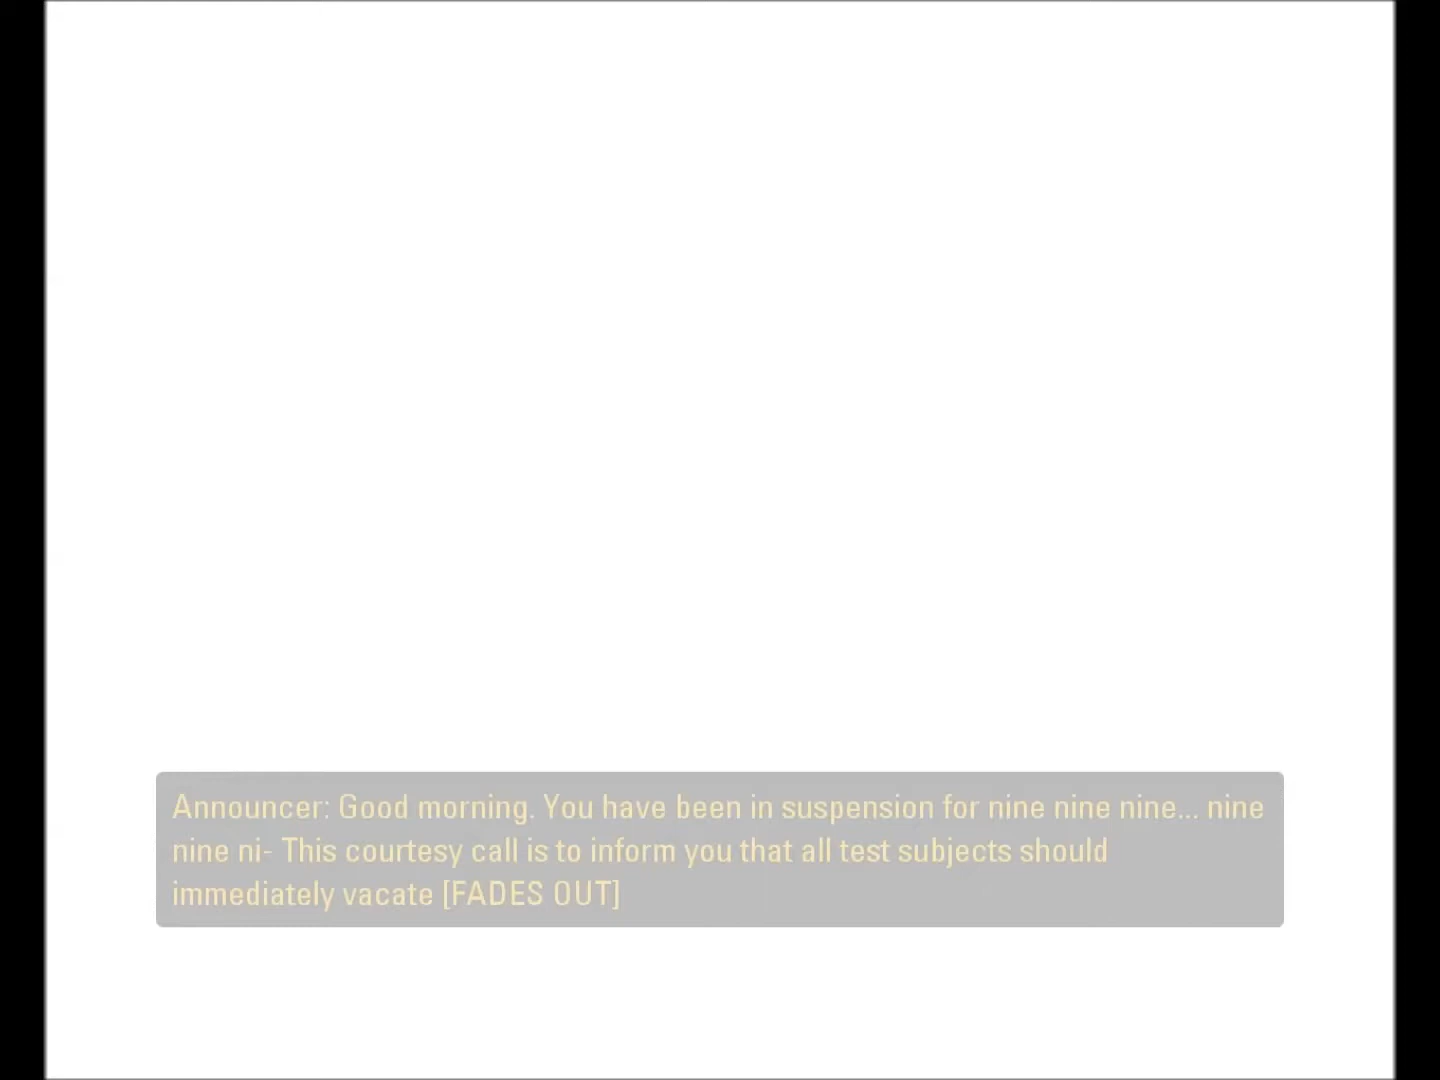 Announcer: Good morning. You have been in suspension for nine nine nine... nine
nine ni- This courtesy call is to inform you that all test subjects should
immediately vacate [FADES OUT]